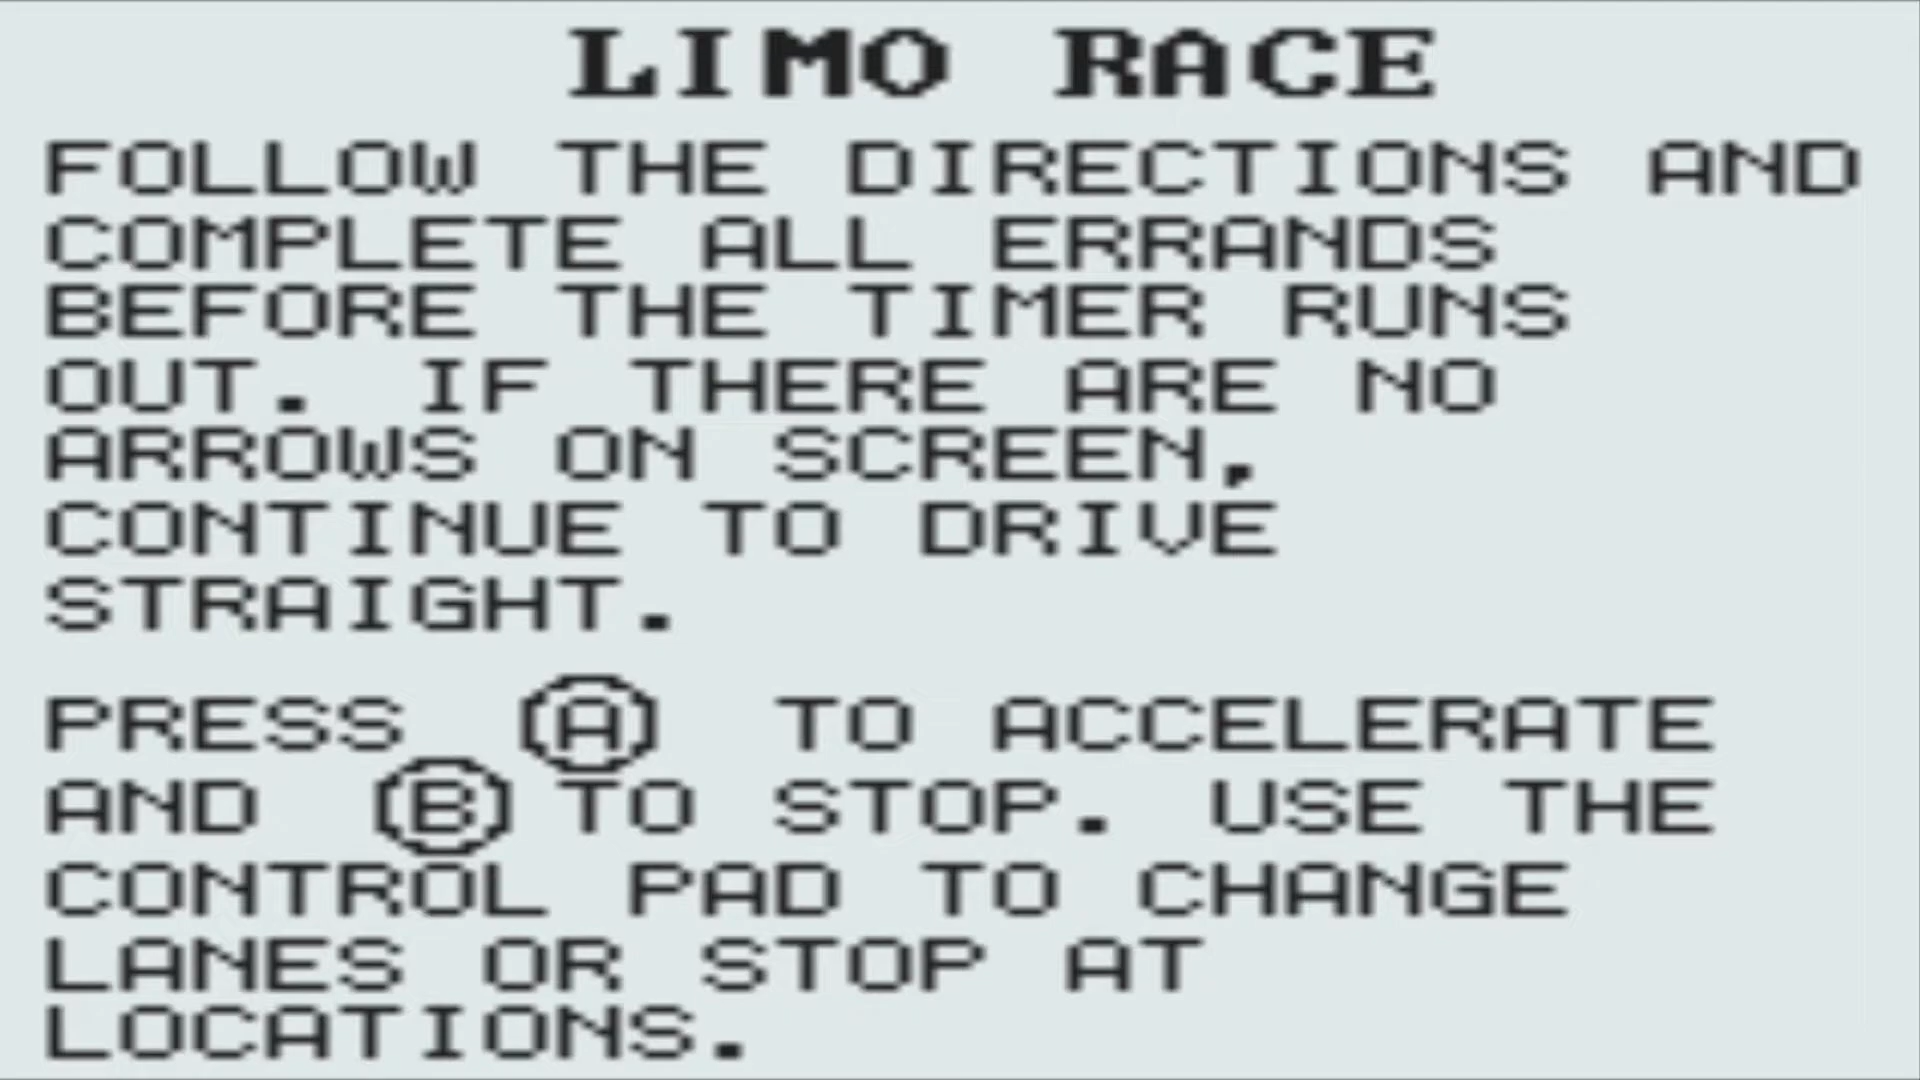 LIMO RACE
FOLLOW THE DIRECTIONS AND
COMPLETE ALL ERRANDS
BEFORE THE TIMER RUNS
OUT. IF THERE ARE NO
ARROWS ON SCREEN,
CONTINUE TO DRIVE
STRAIGHT.
PRESS A TO ACCELERATE
AND B TO STOP. USE THE
CONTROL PAD TO CHANGE
LANES OR STOP AT
LOCATIONS.